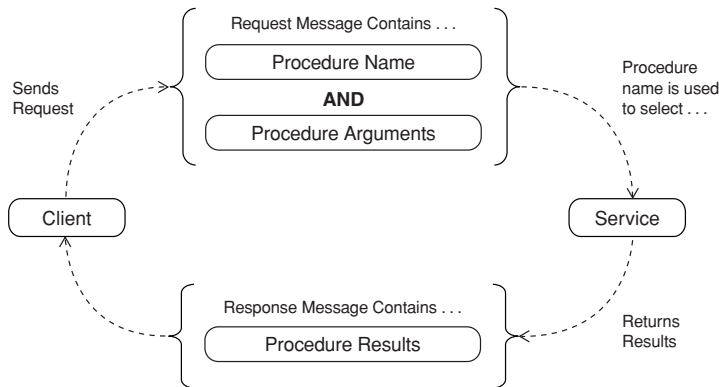 Request Message Contains . . .
Procedure Name
AND
Procedure Arguments
Sends
Request
Procedure
name is used
to select . . .
Client
Service
Response Message Contains . . .
Procedure Results
Returns
Results